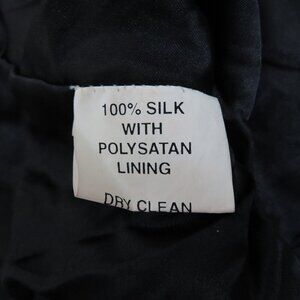 100% SILK
WITH
POLYSATAN
LINING
DRY CLEAN